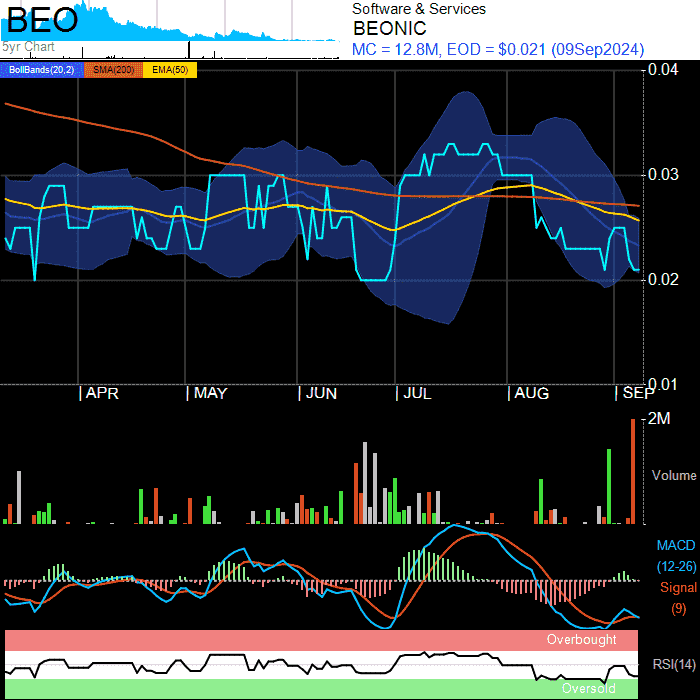 BEO
5yr Chart
Software & Services
BEONIC
MC = 12.8M, EOD = $0.021 (09Sep2024)
BollBands(20,2) SMA(200) EMA(50)
0.04
0.03
0.02
0.01
APR MAY JUN JUL AUG SEP
2M
Volume
MACD
(12-26)
Signal
(9)
Overbought
RSI(14)
Oversold